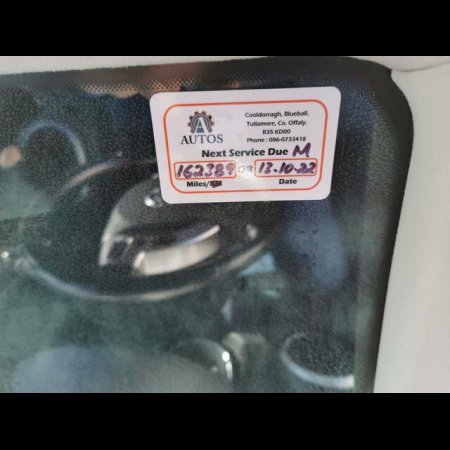 AUTOS
Cooldorragh, Blueball,
Tullamore, Co. Offaly.
R35 KD00
Phone : 086-0733418
Next Service Due M
162389 OR 13.10.22
Miles/KM Date